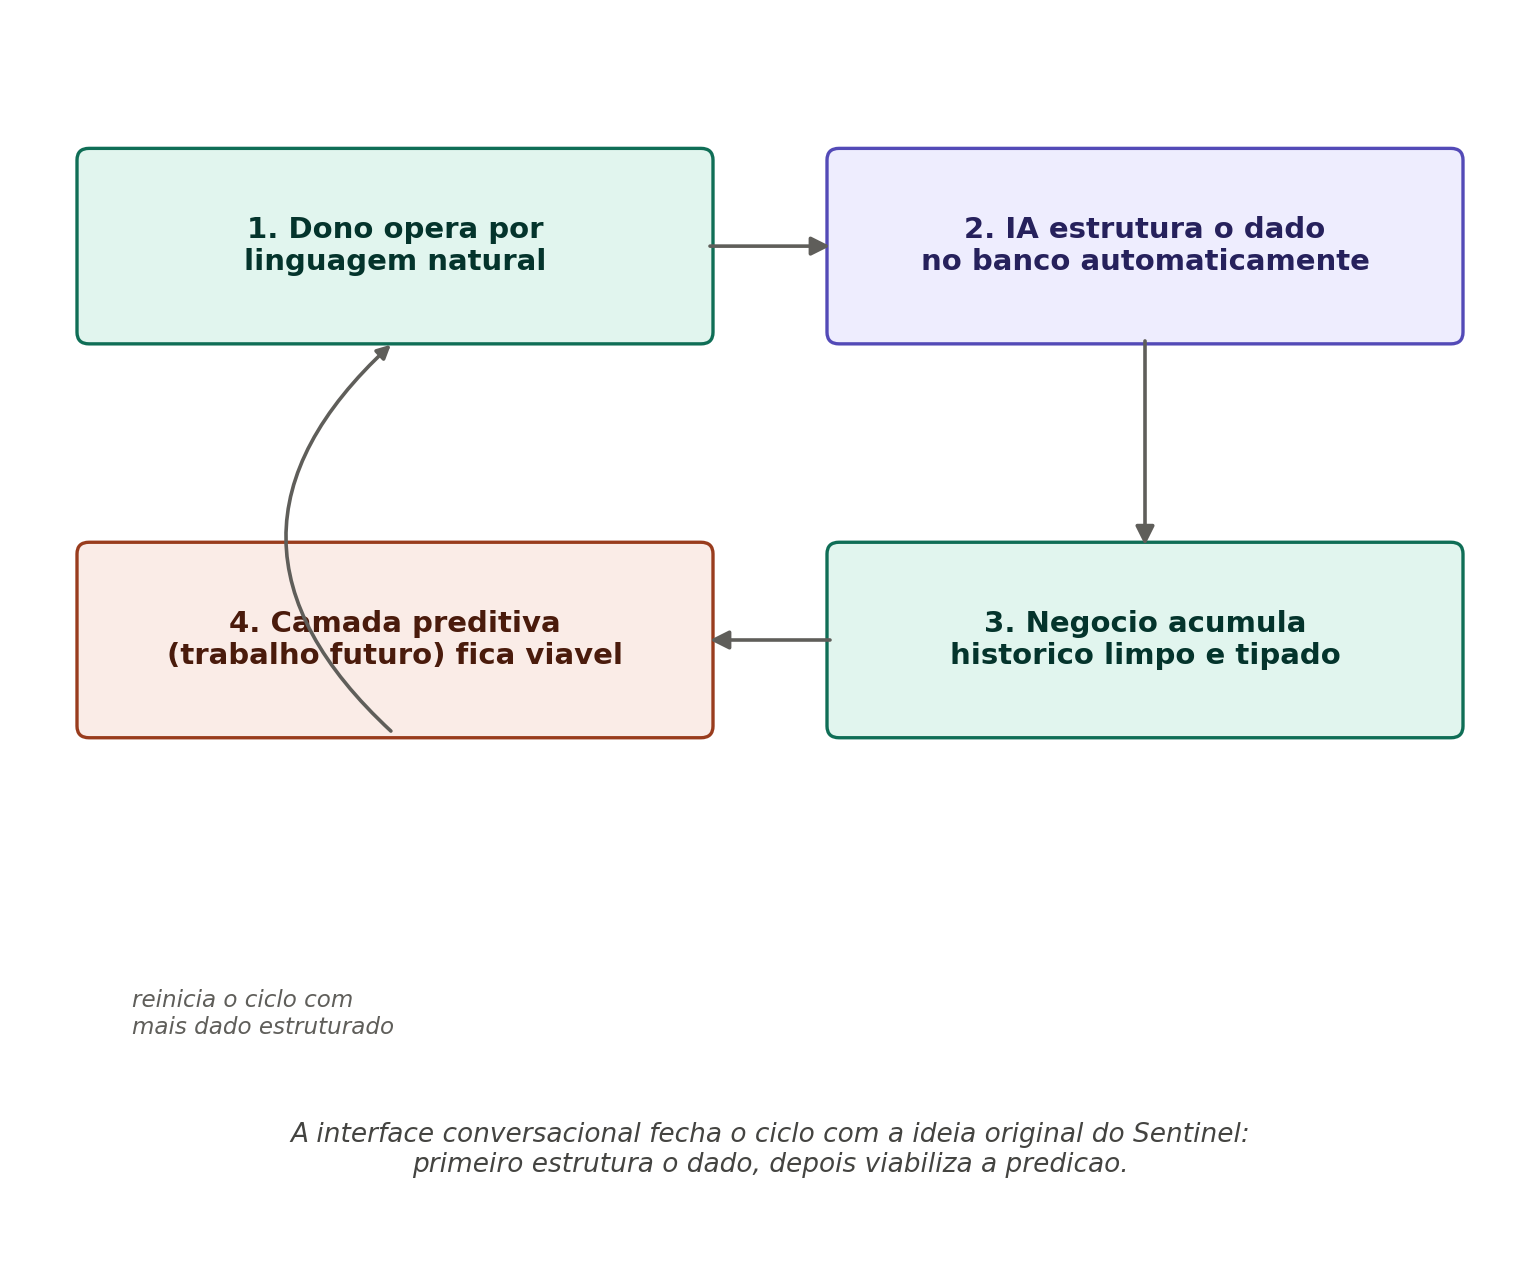 1. Dono opera por
linguagem natural
2. IA estrutura o dado
no banco automaticamente
4. Camada preditiva
(trabalho futuro) fica viavel
3. Negocio acumula
historico limpo e tipado
reinicia o ciclo com
mais dado estruturado
A interface conversacional fecha o ciclo com a ideia original do Sentinel:
primeiro estrutura o dado, depois viabiliza a predicao.